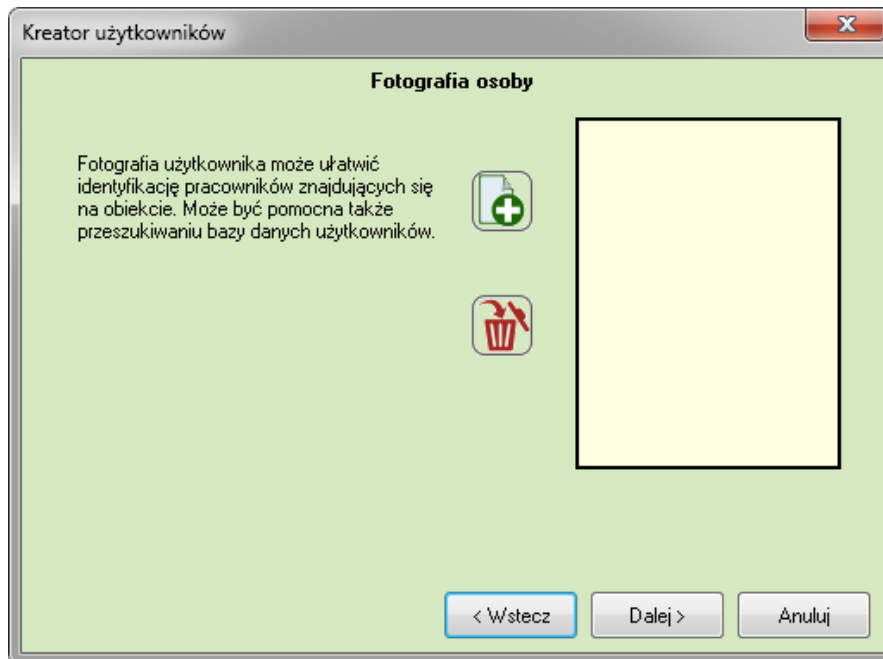 Kreator użytkowników
Fotografia osoby
Fotografia użytkownika może ułatwić
identyfikację pracowników znajdujących się
na obiekcie. Może być pomocna także
przeszukiwaniu bazy danych użytkowników.
< Wstecz
Dalej >
Anuluj